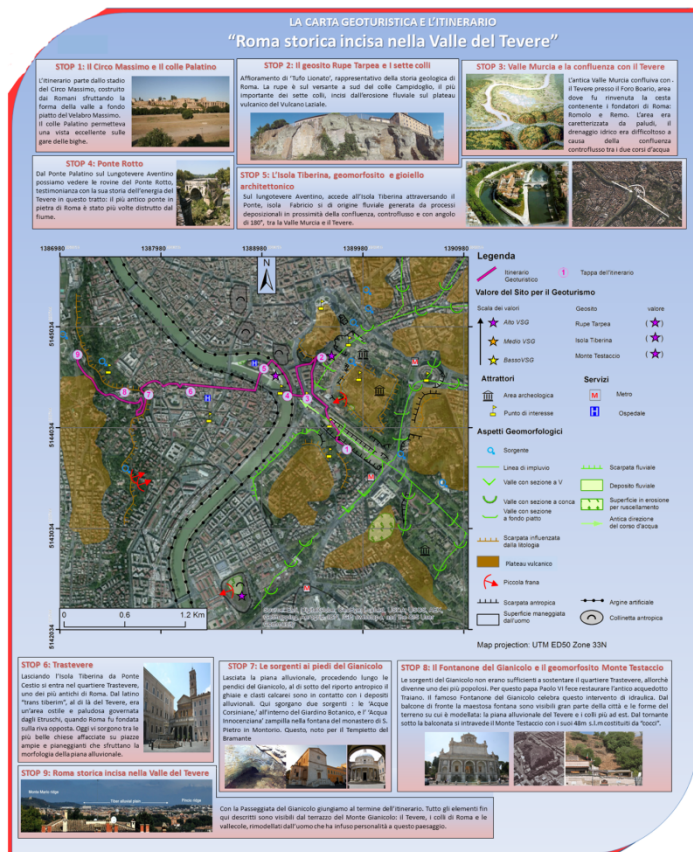 LA CARTA GEOTURISTICA E L'ITINERARIO
"Roma storica incisa nella Valle del Tevere"
STOP 1: Il Circo Massimo e Il colle Palatino
L'itinerario parte dallo stadio
del Circo Massimo, costruito
dai Romani sfruttando la
forma della valle a fondo
piatto del Velabro Massimo.
Il colle Palatino permetteva
una vista eccellente sulle
gare delle bighe.
STOP 2: Il geosito Rupe Tarpea e I sette colli
Affioramento di 'Tufo Lionato', rappresentativo della storia geologica di
Roma. La rupe è sul versante a sud del colle Campidoglio, il più
importante dei sette colli, incisi dall'erosione fluviale sul plateau
vulcanico del Vulcano Laziale.
STOP 3: Valle Murcia e la confluenza con il Tevere
L'antica Valle Murcia confluiva con
il Tevere presso il Foro Boario, area
dove fu rinvenuta la cesta
contenente i fondatori di Roma:
Romolo e Remo. L'area era
caretterizzata da paludi, il
drenaggio idrico era difficoltoso a
causa della confluenza
controflusso tra i due corsi d'acqua
STOP 4: Ponte Rotto
Dal Ponte Palatino sul Lungotevere Aventino
possiamo vedere le rovine del Ponte Rotto,
testimonianza con la sua storia dell'energia del
Tevere in questo tratto: il più antico ponte in
pietra di Roma è stato più volte distrutto dal
fiume.
STOP 5: L'Isola Tiberina, geomorfosito e gioiello
architettonico
Sul lungotevere Aventino, accede all'Isola Tiberina attraversando il
Ponte, isola Fabricio si di origine fluviale generata da processi
deposizionali in prossimità della confluenza, controflusso e con angolo
di 180°, tra la Valle Murcia e il Tevere.
1386980
1387980
1388980
1389980
1390980
5145034
5144034
5143034
5142034
N
9
8
7
6
5
4
3
2
1
0
0.6
1.2 Km
Legenda
Itinerario
Geoturistico
1
Tappa dell'itinerario
Valore del Sito per il Geoturismo
Scala dei valori
Geosito
valore
Alto VSG
Rupe Tarpea
Medio VSG
Isola Tiberina
BassoVSG
Monte Testaccio
Attrattori
Servizi
Area archeologica
M
Metro
Punto di interesse
H
Ospedale
Aspetti Geomorfologici
Sorgente
Linea di impluvio
Scarpata fluviale
Valle con sezione a V
Deposito fluviale
Valle con sezione a conca
Superficie in erosione
per ruscellamento
Valle con sezione
a fondo piatto
Antica direzione
del corso d'acqua
Scarpata influenzata
dalla litologia
Plateau vulcanico
Piccola frana
Scarpata antropica
Argine artificiale
Superficie maneggiata
dall'uomo
Collinetta antropica
Map projection: UTM ED50 Zone 33N
STOP 6: Trastevere
Lasciando l'Isola Tiberina da Ponte
Cestio si entra nel quartiere Trastevere,
uno dei più antichi di Roma. Dal latino
"trans tiberim", al di là del Tevere, era
un'area ostile e paludosa governata
dagli Etruschi, quando Roma fu fondata
sulla riva opposta. Oggi vi sorgono tra le
più belle chiese affacciate su piazze
ampie e pianeggianti che sfruttano la
morfologia della piana alluvionale.
STOP 7: Le sorgenti ai piedi del Gianicolo
Lasciata la piana alluvionale, procedendo lungo le
pendici del Gianicolo, al di sotto del riporto antropico il
ghiaie e clasti calcarei sono in contatto con i depositi
alluvionali. Qui sgorgano due sorgenti : le 'Acque
Corsiniane,' all'interno del Giardino Botanico, e l' 'Acqua
Innocenziana' zampilla nella fontana del monastero di S.
Pietro in Montorio. Questo, noto per il Tempietto del
Bramante
STOP 8: Il Fontanone del Gianicolo e il geomorfosito Monte Testaccio
Le sorgenti del Gianicolo non erano sufficienti a sostentare il quartiere Trastevere, allorchè
divenne uno dei più popolosi. Per questo papa Paolo VI fece restaurare l'antico acquedotto
Traiano. Il famoso Fontanone del Gianicolo celebra questo intervento di idraulica. Dal
balcone di fronte la maestosa fontana sono visibili gran parte della città e le forme del
terreno su cui è modellata: la piana alluvionale del Tevere e i colli più ad est. Dal tornante
sotto la balconata si intravede il Monte Testaccio con i suoi 48m s.l.m costituiti da "coco".
STOP 9: Roma storica incisa nella Valle del Tevere
Con la Passeggiata del Gianicolo giungiamo al termine dell'itinerario. Tutto gli elementi fin
qui descritti sono visibili dal terrazzo del Monte Gianicolo: il Tevere, i colli di Roma e le
vallecole, rimodellati dall'uomo che ha infuso personalità a questo paesaggio.